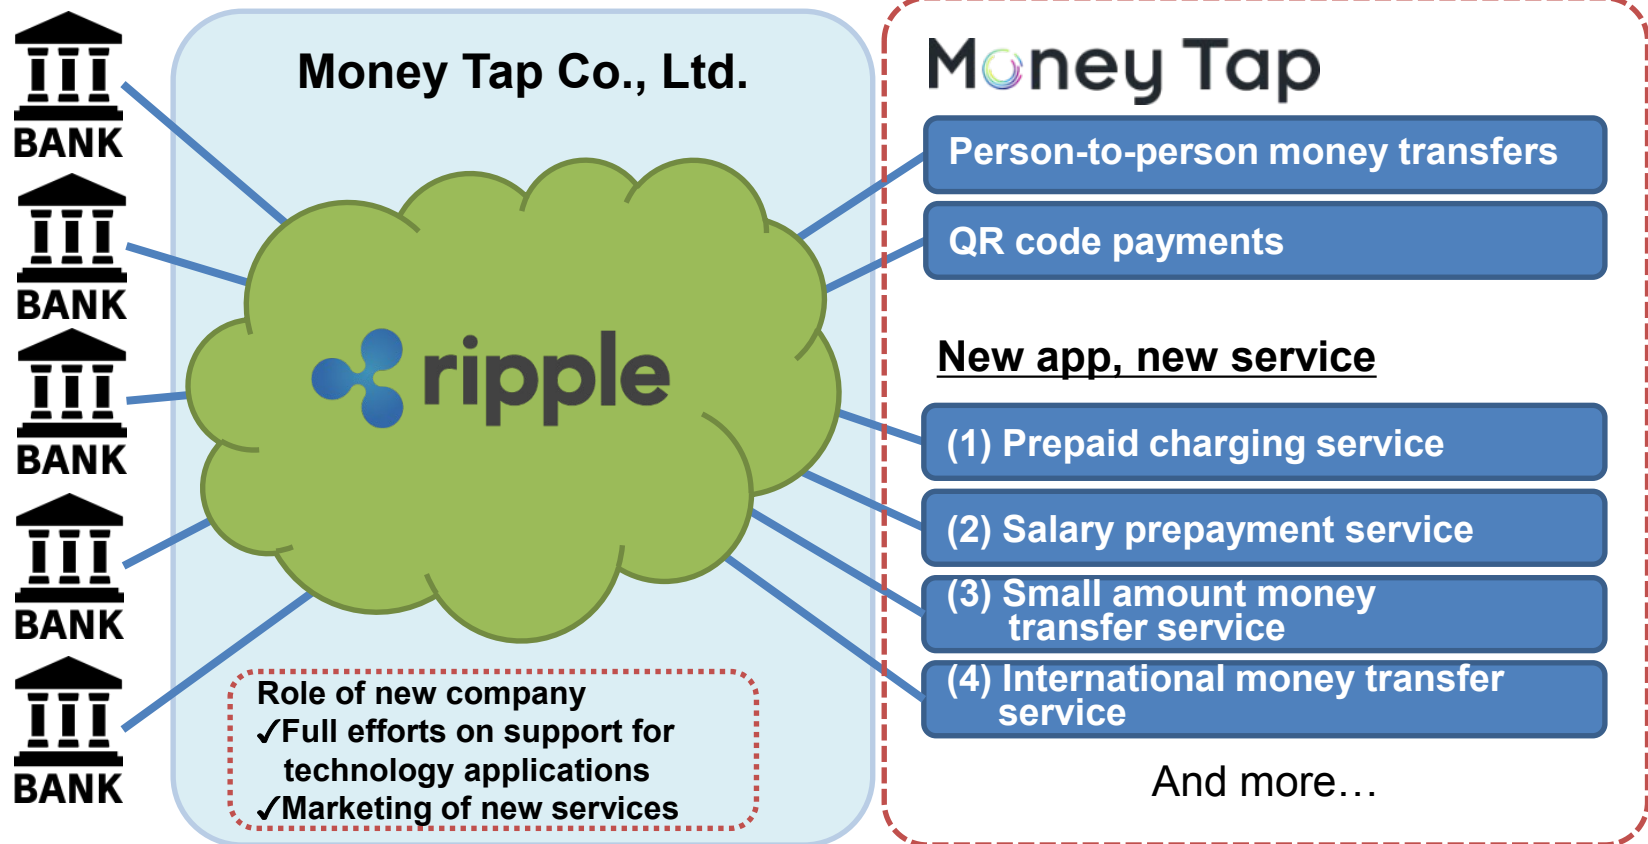 BANK
BANK
BANK
BANK
BANK
Money Tap Co., Ltd.
ripple
Role of new company
✓Full efforts on support for
technology applications
✓Marketing of new services
Money Tap
Person-to-person money transfers
QR code payments
New app, new service
(1) Prepaid charging service
(2) Salary prepayment service
(3) Small amount money
transfer service
(4) International money transfer
service
And more…